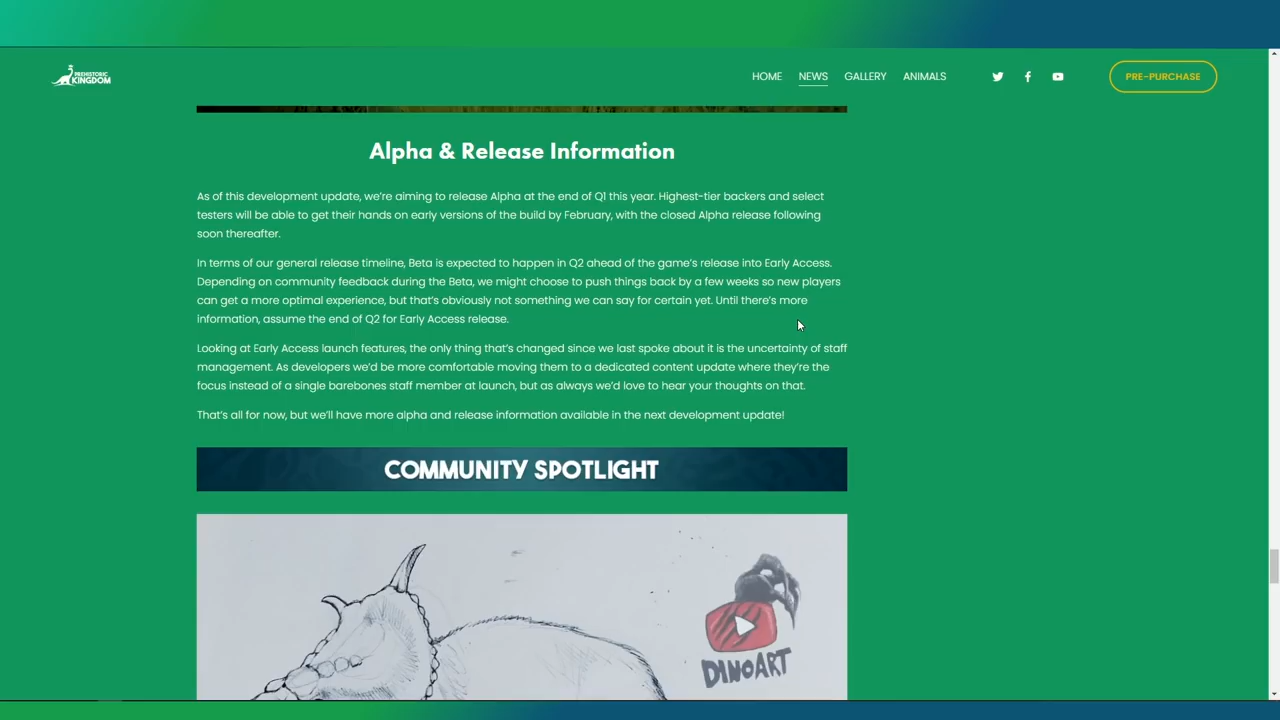 PREHISTORIC
KINGDOM
HOME NEWS GALLERY ANIMALS PRE-PURCHASE
Alpha & Release Information
As of this development update, we're aiming to release Alpha at the end of Q1 this year. Highest-tier backers and select
testers will be able to get their hands on early versions of the build by February, with the closed Alpha release following
soon thereafter.
In terms of our general release timeline, Beta is expected to happen in Q2 ahead of the game's release into Early Access.
Depending on community feedback during the Beta, we might choose to push things back by a few weeks so new players
can get a more optimal experience, but that's obviously not something we can say for certain yet. Until there's more
information, assume the end of Q2 for Early Access release.
Looking at Early Access launch features, the only thing that's changed since we last spoke about it is the uncertainty of staff
management. As developers we'd be more comfortable moving them to a dedicated content update where they're the
focus instead of a single barebones staff member at launch, but as always we'd love to hear your thoughts on that.
That's all for now, but we'll have more alpha and release information available in the next development update!
COMMUNITY SPOTLIGHT
DINOART